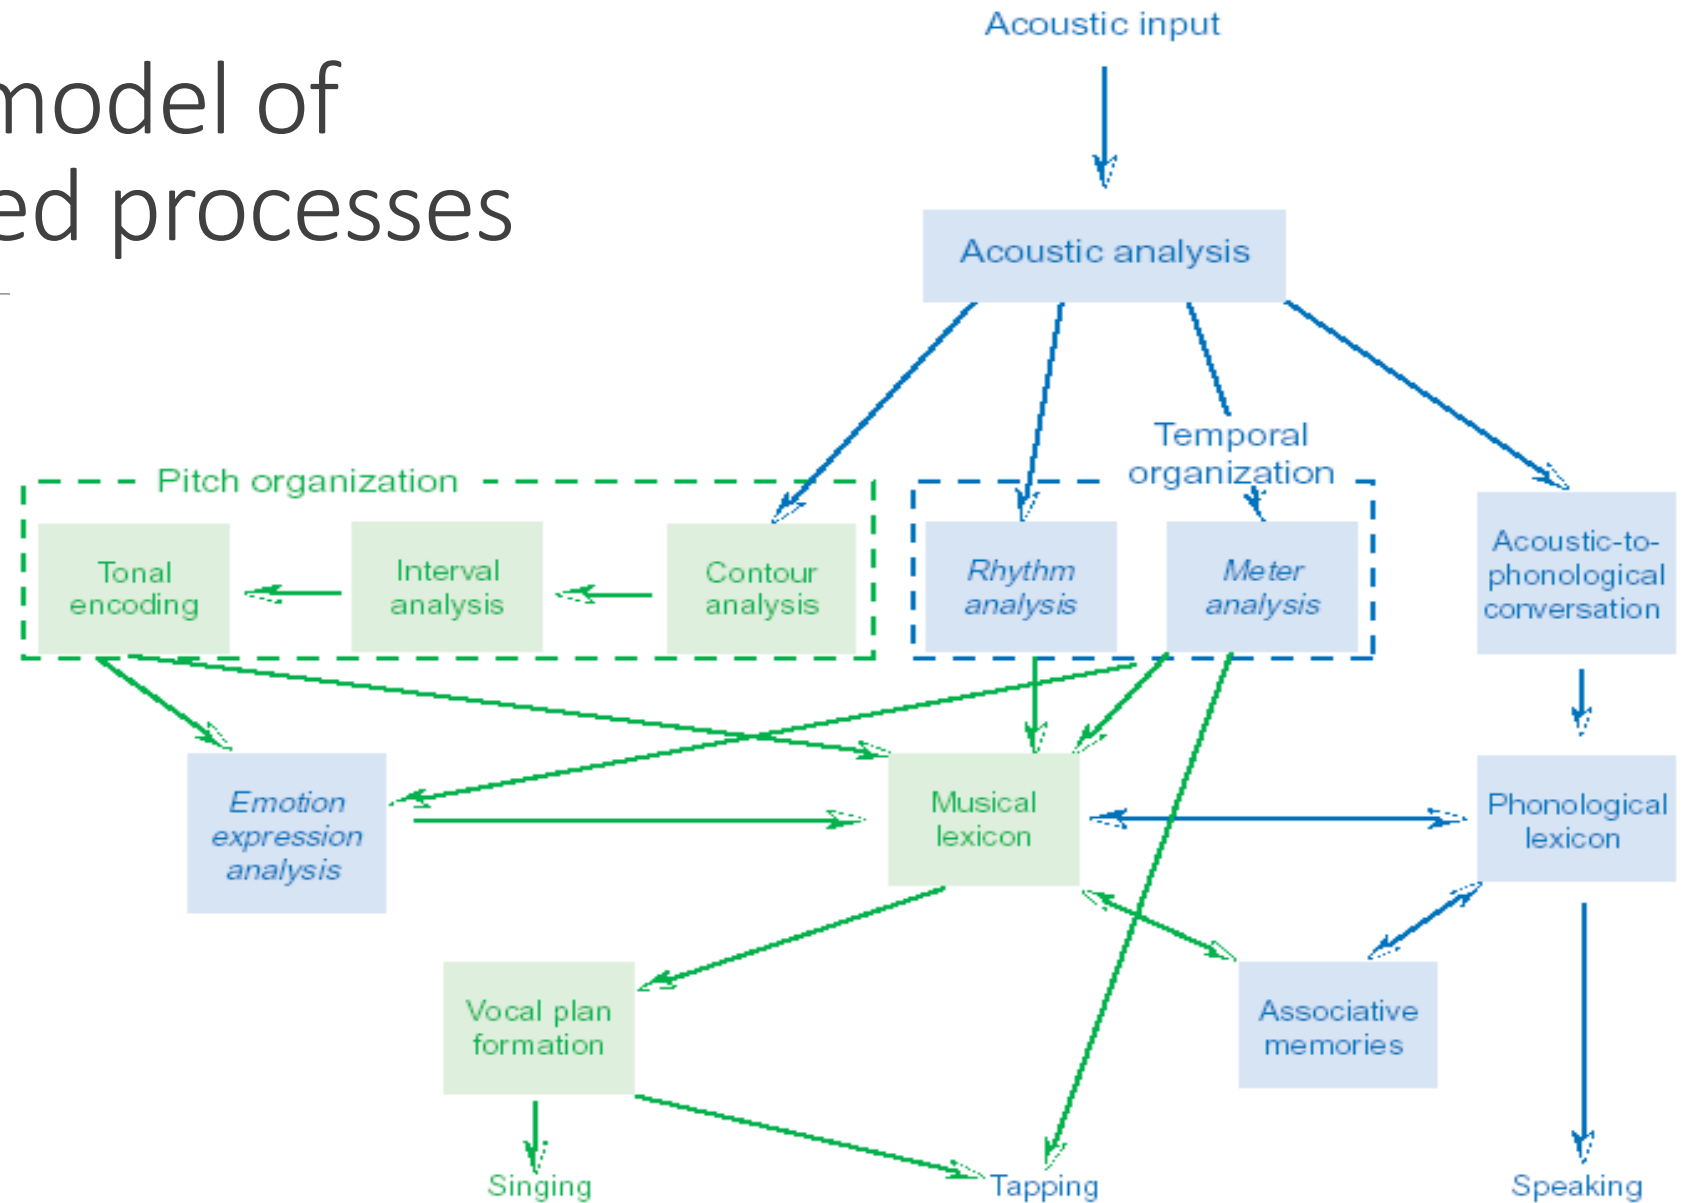 model of
processes
Acoustic input
Acoustic analysis
Temporal
organization
Pitch organization
Tonal
encoding
Interval
analysis
Contour
analysis
Rhythm
analysis
Meter
analysis
Acoustic-to-
phonological
conversation
Emotion
expression
analysis
Musical
lexicon
Phonological
lexicon
Vocal plan
formation
Associative
memories
Singing
Tapping
Speaking